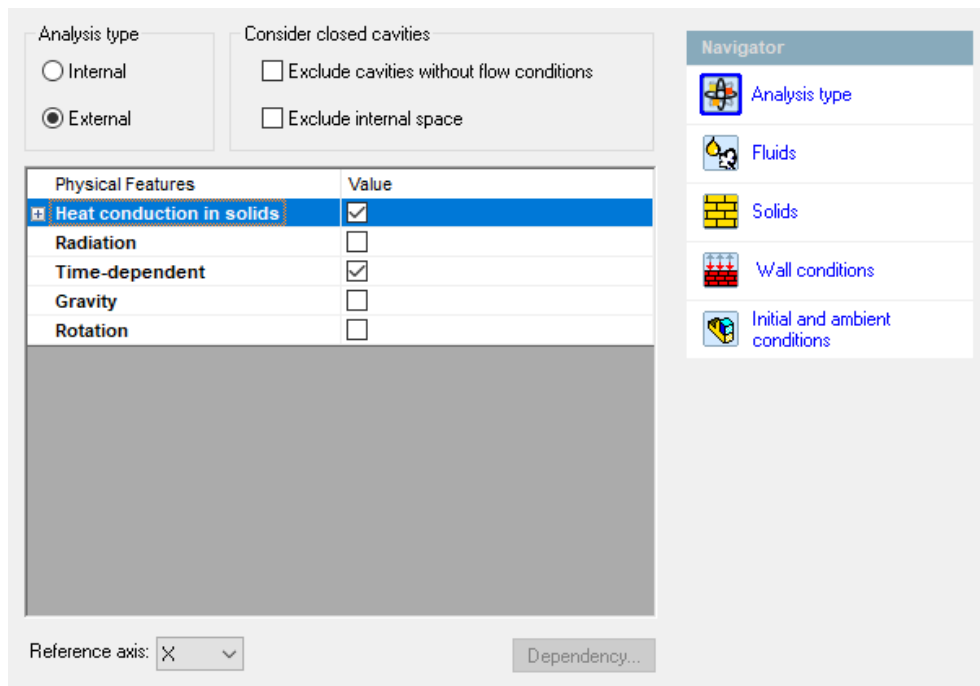 Analysis type
Internal
External
Consider closed cavities
Exclude cavities without flow conditions
Exclude internal space
Physical Features Value
Heat conduction in solids
Radiation
Time-dependent
Gravity
Rotation
Reference axis: X
Dependency...
Navigator
Analysis type
Fluids
Solids
Wall conditions
Initial and ambient
conditions